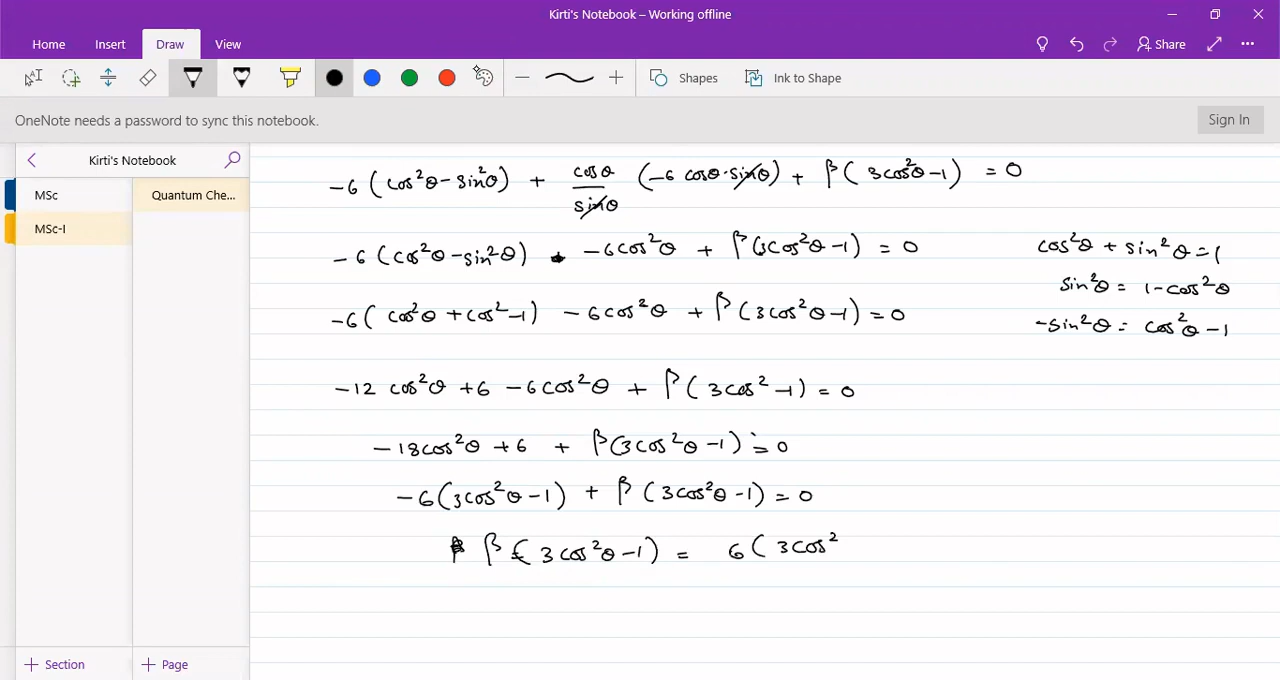 Kirti's Notebook – Working offline
Home Insert Draw View
Share
Shapes Ink to Shape
OneNote needs a password to sync this notebook.
Sign In
Kirti's Notebook
MSc
MSc-I
Quantum Che...
-6 (cos²θ - sin²θ) + cosθ/sinθ (-6 cosθ·sinθ) + β(3cos²θ-1) = 0
-6 (cos²θ - sin²θ) -6cos²θ + β(3cos²θ-1) = 0
cos²θ + sin²θ = 1
sin²θ = 1-cos²θ
-6( cos²θ + cos²-1) - 6cos²θ + β(3cos²θ-1) = 0
-sin²θ = cos²θ -1
-12 cos²θ +6 -6cos²θ + β(3cos²-1) = 0
-18cos²θ +6 + β(3cos²θ -1) = 0
-6(3cos²θ-1) + β(3cos²θ-1) = 0
β(3cos²θ-1) = 6(3cos²
Section
Page